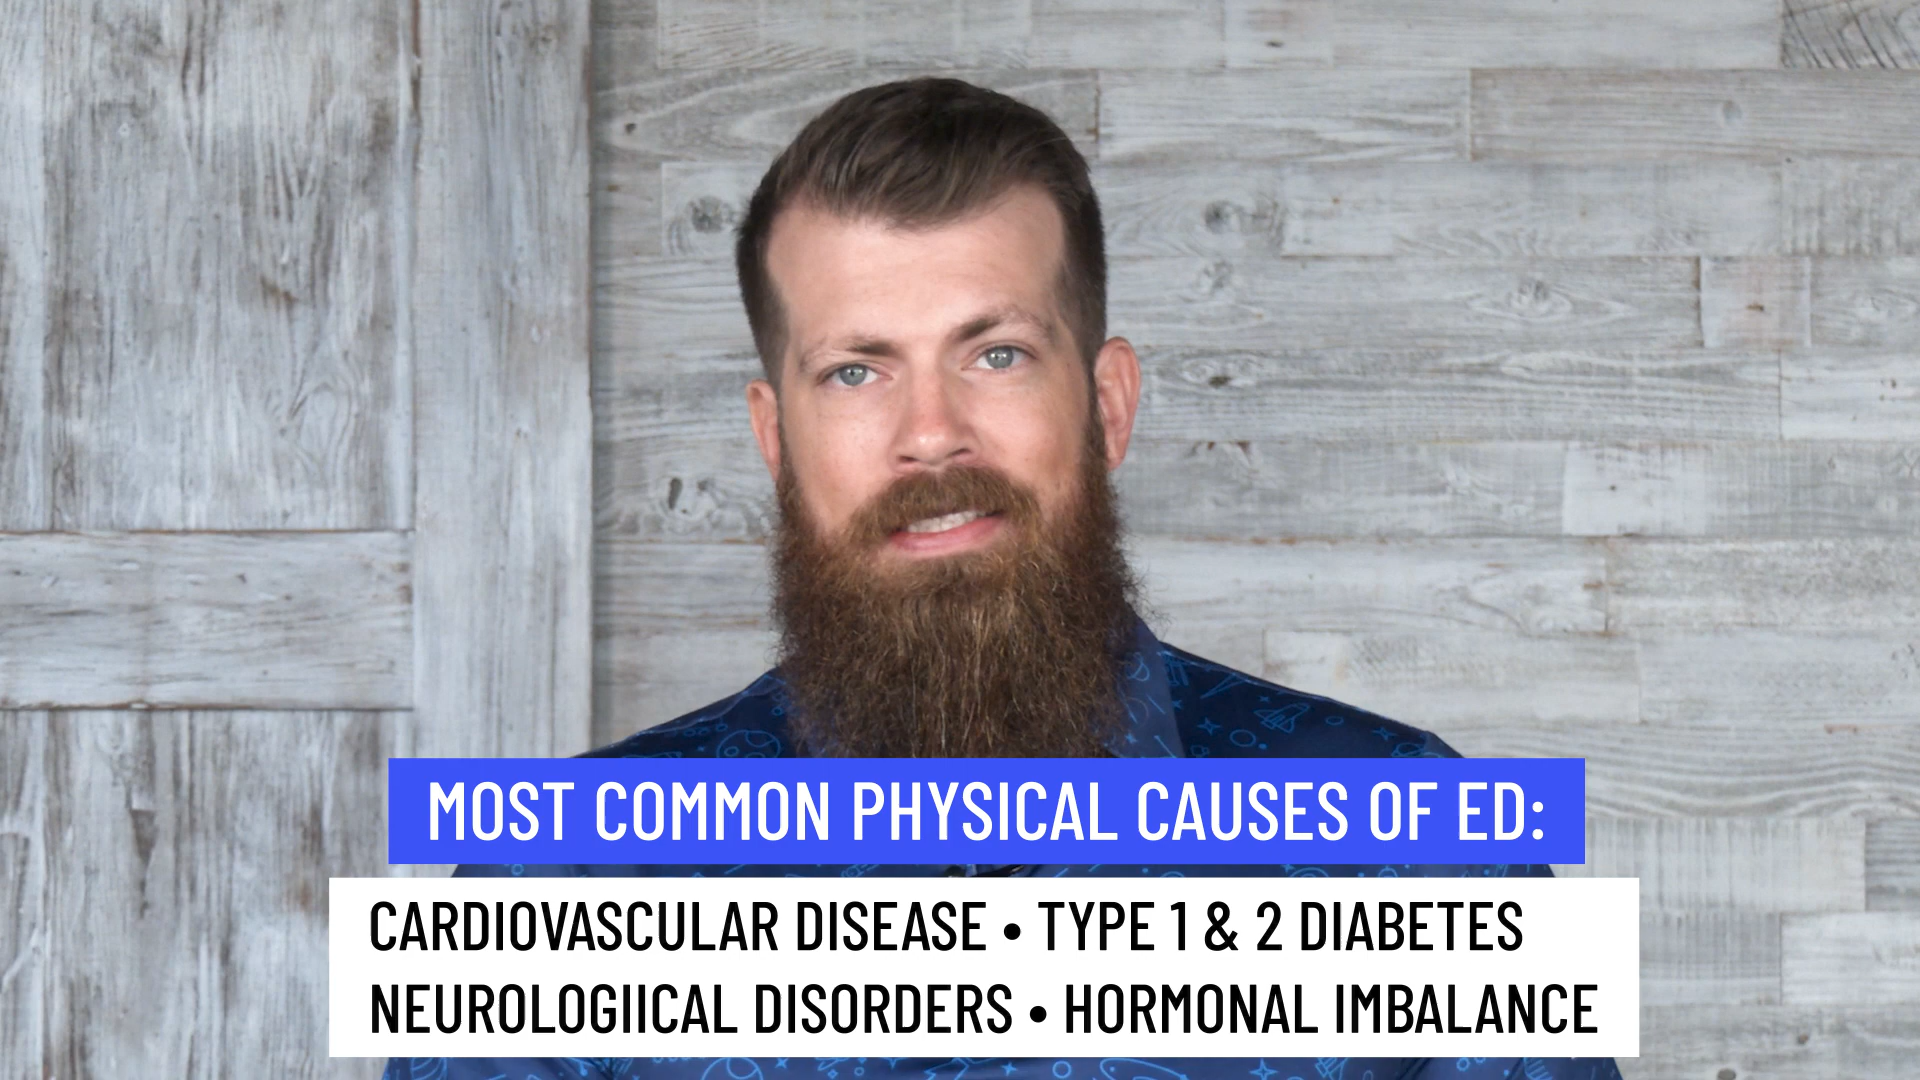 MOST COMMON PHYSICAL CAUSES OF ED:
CARDIOVASCULAR DISEASE • TYPE 1 & 2 DIABETES
NEUROLOGIICAL DISORDERS • HORMONAL IMBALANCE